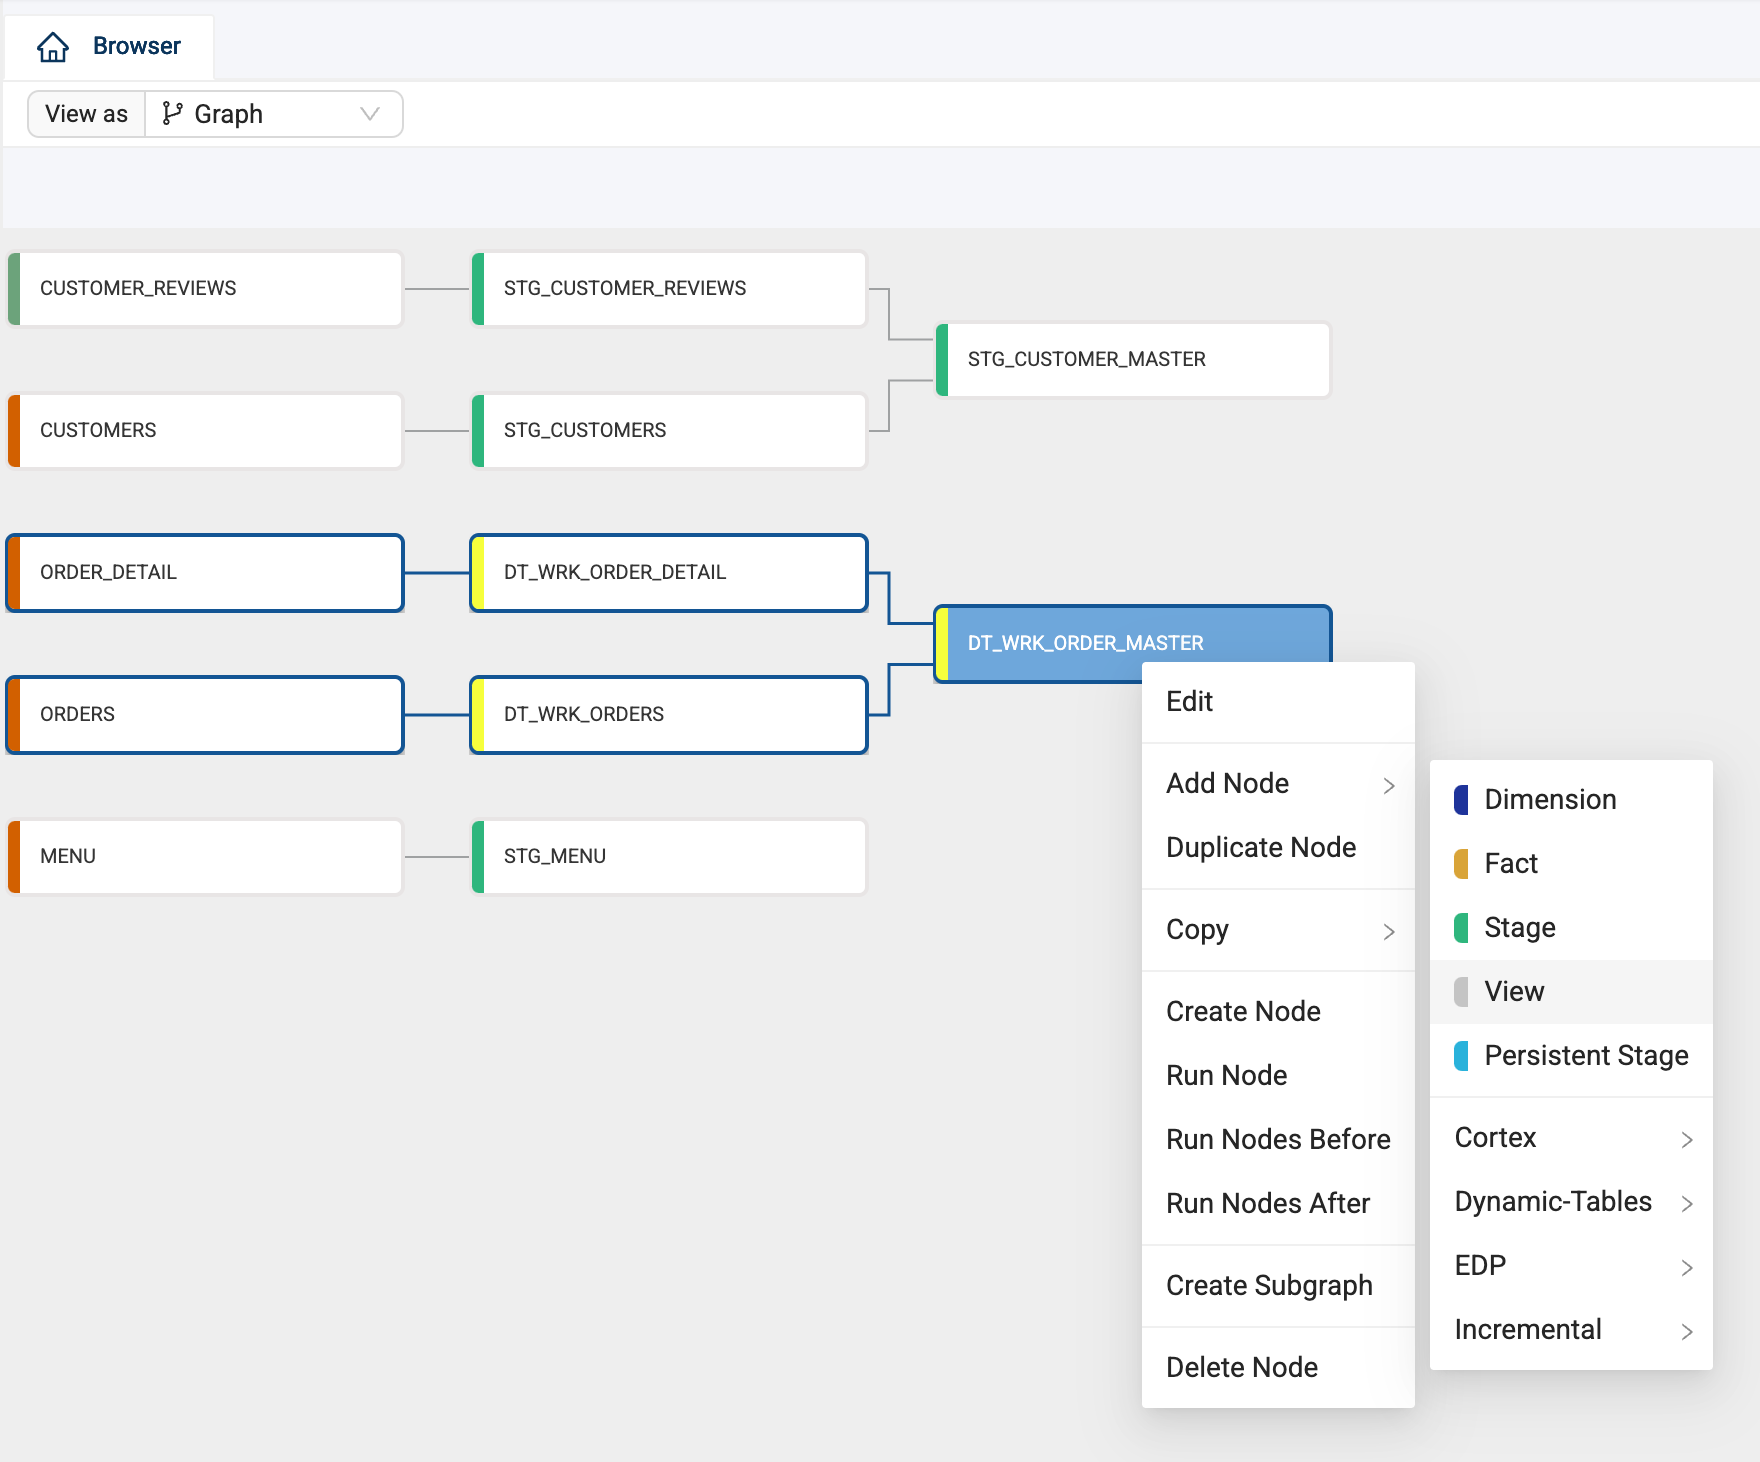 Browser
View as
Graph
CUSTOMER_REVIEWS
STG_CUSTOMER_REVIEWS
STG_CUSTOMER_MASTER
CUSTOMERS
STG_CUSTOMERS
ORDER_DETAIL
DT_WRK_ORDER_DETAIL
DT_WRK_ORDER_MASTER
ORDERS
DT_WRK_ORDERS
MENU
STG_MENU
Edit
Add Node
Duplicate Node
Copy
Create Node
Run Node
Run Nodes Before
Run Nodes After
Create Subgraph
Delete Node
Dimension
Fact
Stage
View
Persistent Stage
Cortex
Dynamic-Tables
EDP
Incremental